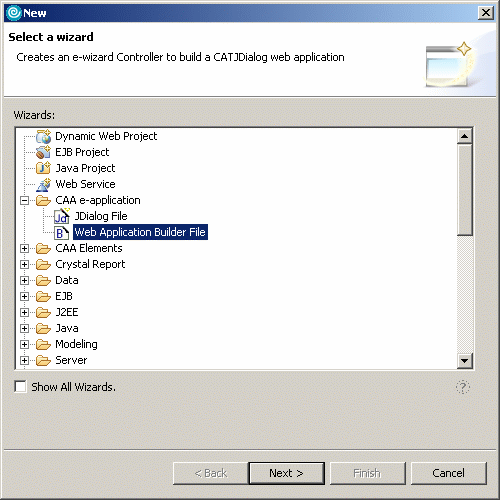 New
Select a wizard
Creates an e-wizard Controller to build a CATJDialog web application
Wizards:
Dynamic Web Project
EJB Project
Java Project
Web Service
CAA e-application
JDialog File
Web Application Builder File
CAA Elements
Crystal Report
Data
EJB
J2EE
Java
Modeling
Server
Show All Wizards.
?
< Back
Next >
Finish
Cancel